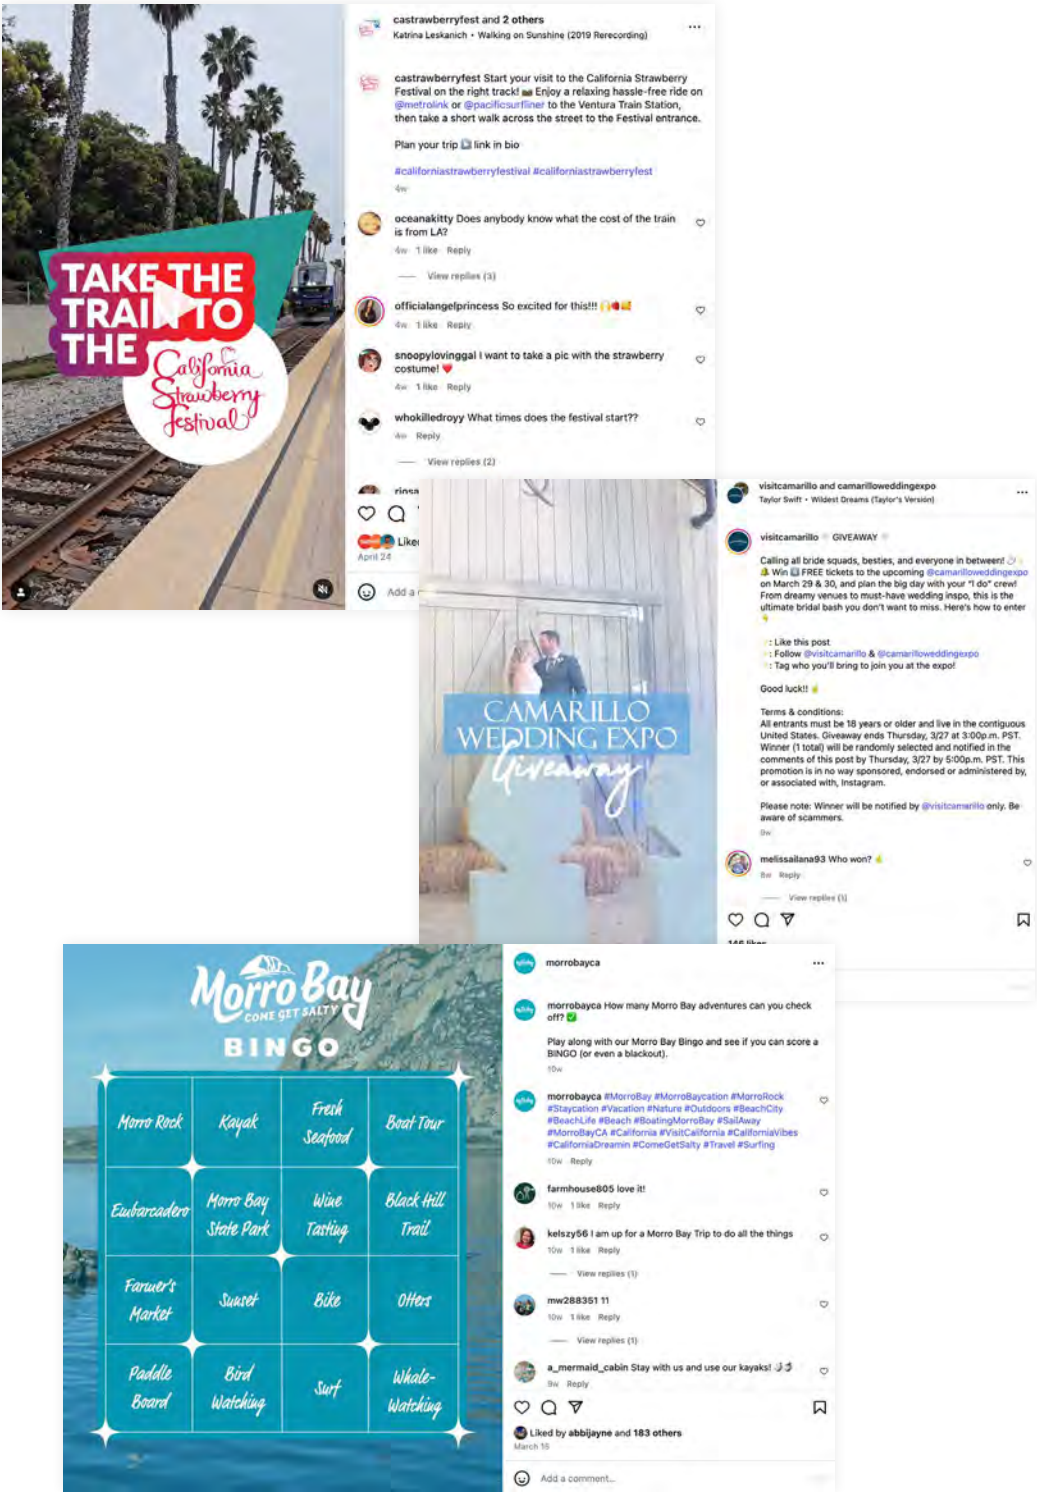 TAKE THE
TRAIN TO
THE
California
Strawberry
Festival
castrawberryfest and 2 others
Katrina Leskanich • Walking on Sunshine (2019 Rerecording)
castrawberryfest Start your visit to the California Strawberry
Festival on the right track! Enjoy a relaxing hassle-free ride on
@metrolink or @pacificsurfliner to the Ventura Train Station,
then take a short walk across the street to the Festival entrance.
Plan your trip link in bio
#californiastrawberryfestival #californiastrawberryfest
4w
oceanakitty Does anybody know what the cost of the train
is from LA?
4w 1 like Reply
View replies (3)
officialangelprincess So excited for this!!!
4w 1 like Reply
snoopylovinggal I want to take a pic with the strawberry
costume!
4w 1 like Reply
whokilledroyy What times does the festival start??
4w Reply
View replies (2)
Like
April 24
Add a
CAMARILLO
WEDDING EXPO
Giveaway
visitcamarillo and camarilloweddingexpo
Taylor Swift • Wildest Dreams (Taylor's Version)
visitcamarillo GIVEAWAY
Calling all bride squads, besties, and everyone in between!
Win FREE tickets to the upcoming @camarilloweddingexpo
on March 29 & 30, and plan the big day with your "I do" crew!
From dreamy venues to must-have wedding inspo, this is the
ultimate bridal bash you don't want to miss. Here's how to enter
: Like this post
: Follow @visitcamarillo & @camarilloweddingexpo
: Tag who you'll bring to join you at the expo!
Good luck!!
Terms & conditions:
All entrants must be 18 years or older and live in the contiguous
United States. Giveaway ends Thursday, 3/27 at 3:00p.m. PST.
Winner (1 total) will be randomly selected and notified in the
comments of this post by Thursday, 3/27 by 5:00p.m. PST. This
promotion is in no way sponsored, endorsed or administered by,
or associated with, Instagram.
Please note: Winner will be notified by @visitcamarillo only. Be
aware of scammers.
9w
melissailana93 Who won?
8w Reply
View replies (1)
146 likes
Morro Bay
COME GET SALTY
BINGO
Morro Rock
Kayak
Fresh
Seafood
Boat Tour
Embarcadero
Morro Bay
State Park
Wine
Tasting
Black Hill
Trail
Farmer's
Market
Sunset
Bike
Otters
Paddle
Board
Bird
Watching
Surf
Whale-
Watching
morrobayca
morrobayca How many Morro Bay adventures can you check
off?
Play along with our Morro Bay Bingo and see if you can score a
BINGO (or even a blackout).
10w
morrobayca #MorroBay #MorroBaycation #MorroRock
#Staycation #Vacation #Nature #Outdoors #BeachCity
#BeachLife #Beach #BoatingMorroBay #SailAway
#MorroBayCA #California #VisitCalifornia #CaliforniaVibes
#CaliforniaDreamin #ComeGetSalty #Travel #Surfing
10w Reply
farmhouse805 love it!
10w 1 like Reply
kelszy56 I am up for a Morro Bay Trip to do all the things
10w 1 like Reply
View replies (1)
mw288351 11
10w 1 like Reply
View replies (1)
a_mermaid_cabin Stay with us and use our kayaks!
9w Reply
Liked by abbijayne and 183 others
March 15
Add a comment...